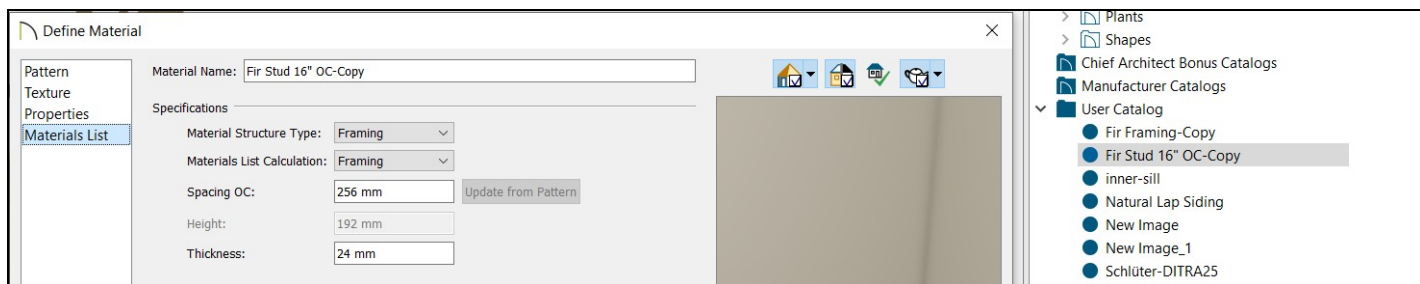 Define Material
Pattern
Texture
Properties
Materials List
Material Name: Fir Stud 16" OC-Copy
Specifications
Material Structure Type: Framing
Materials List Calculation: Framing
Spacing OC: 256 mm Update from Pattern
Height: 192 mm
Thickness: 24 mm
Plants
Shapes
Chief Architect Bonus Catalogs
Manufacturer Catalogs
User Catalog
Fir Framing-Copy
Fir Stud 16" OC-Copy
inner-sill
Natural Lap Siding
New Image
New Image_1
Schlüter-DITRA25